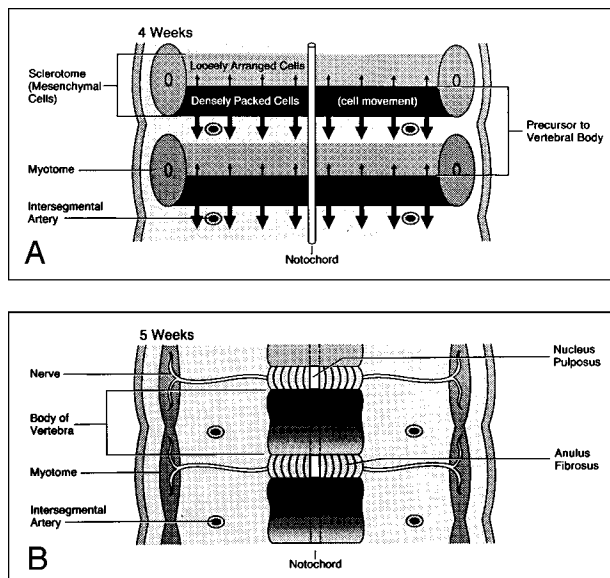 4 Weeks
Loosely Arranged Cells
Sclerotome
(Mesenchymal
Cells)
Densely Packed Cells
(cell movement)
Precursor to
Vertebral Body
Myotome
Intersegmental
Artery
A
Notochord
5 Weeks
Nucleus
Pulposus
Nerve
Body of
Vertebra
Anulus
Fibrosus
Myotome
Intersegmental
Artery
B
Notochord